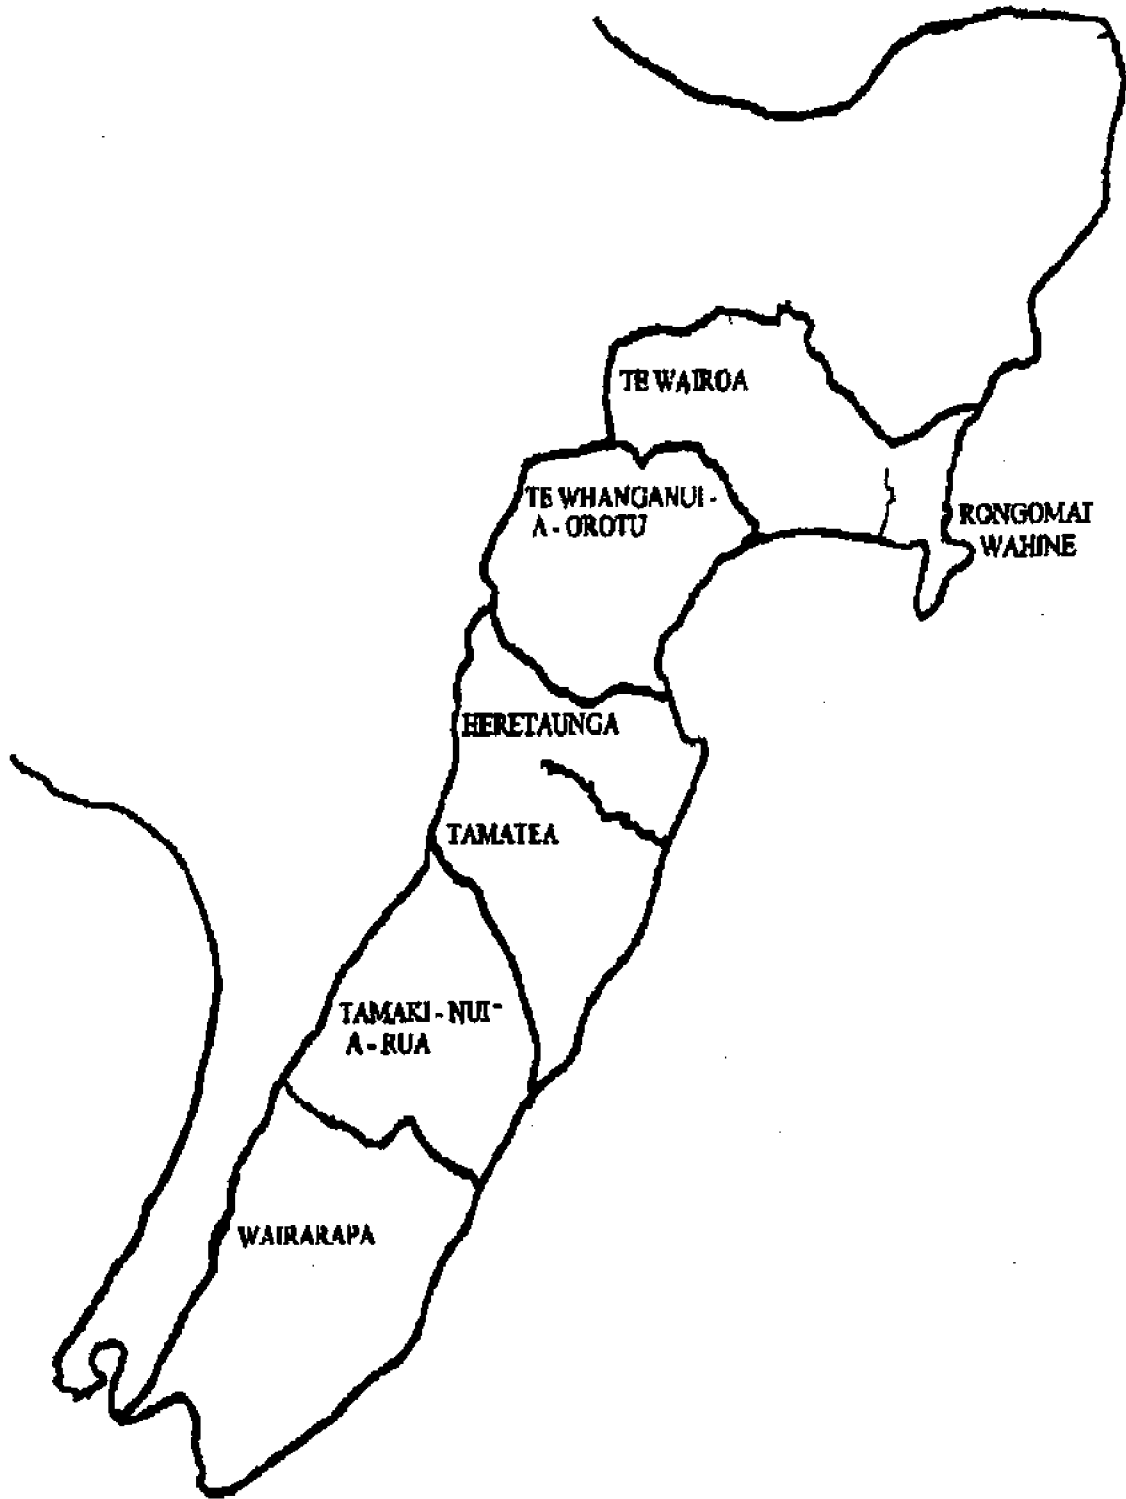 TE WAIROA
TE WHANGANUI -
A - OROTU
RONGOMAI
WAHINE
HERETAUNGA
TAMATEA
TAMAKI - NUI -
A - RUA
WAIRARAPA